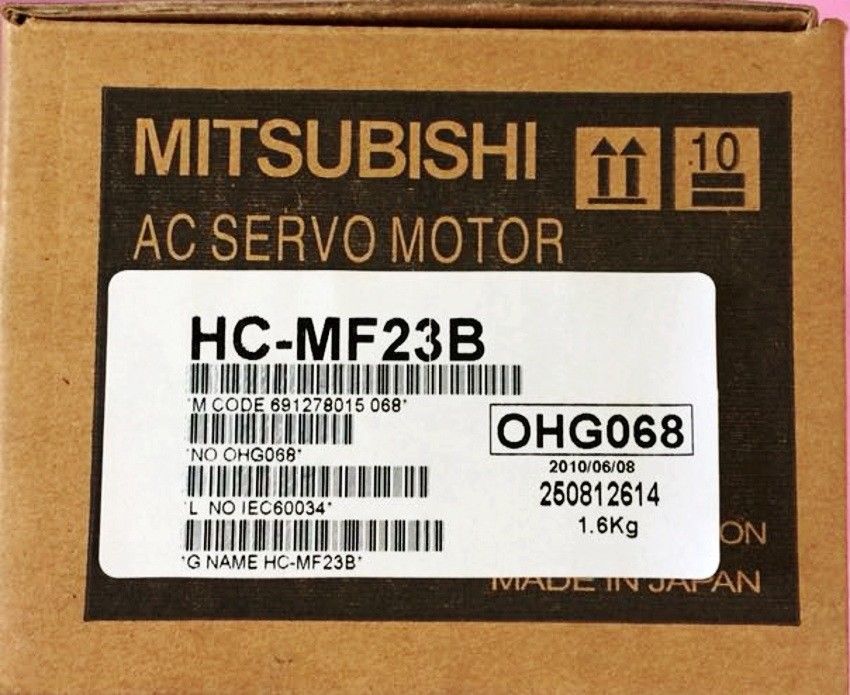 MITSUBISHI
10
AC SERVO MOTOR
HC-MF23B
*M CODE 691278015 068*
*NO OHG068*
OHG068
2010/06/08
*L NO IEC60034*
250812614
1.6Kg
*G NAME HC-MF23B*
MADE IN JAPAN